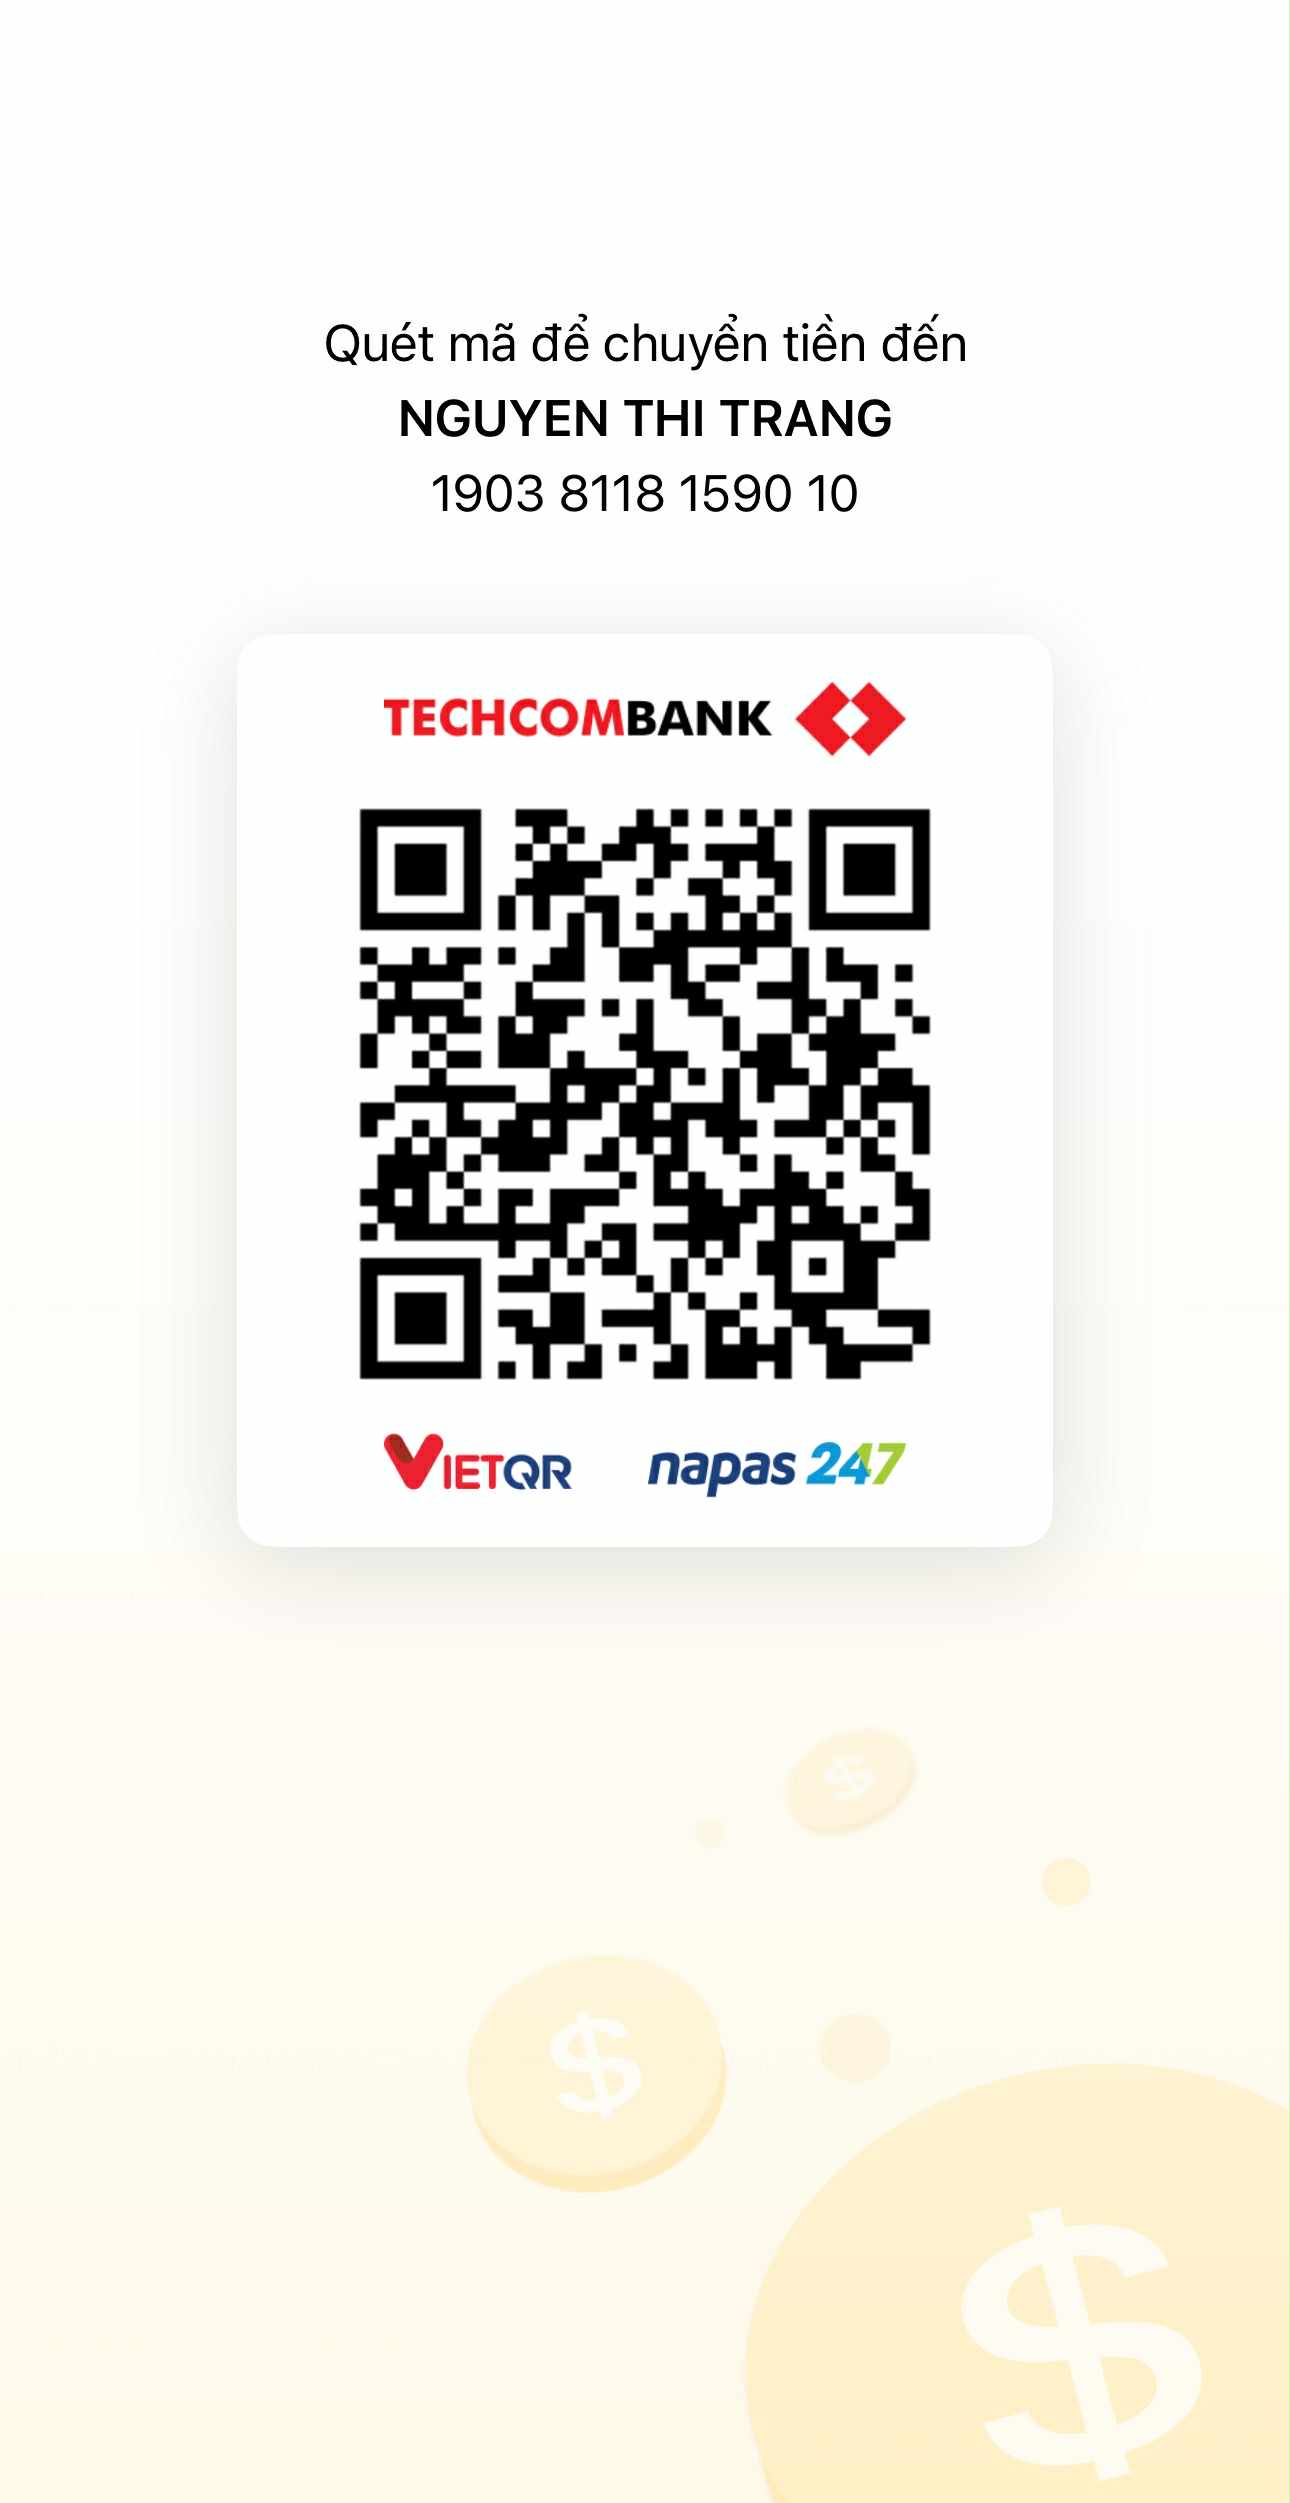 Quét mã để chuyển tiền đến
NGUYEN THI TRANG
1903 8118 1590 10
TECHCOMBANK
VIETQR
napas 247
$
$
$